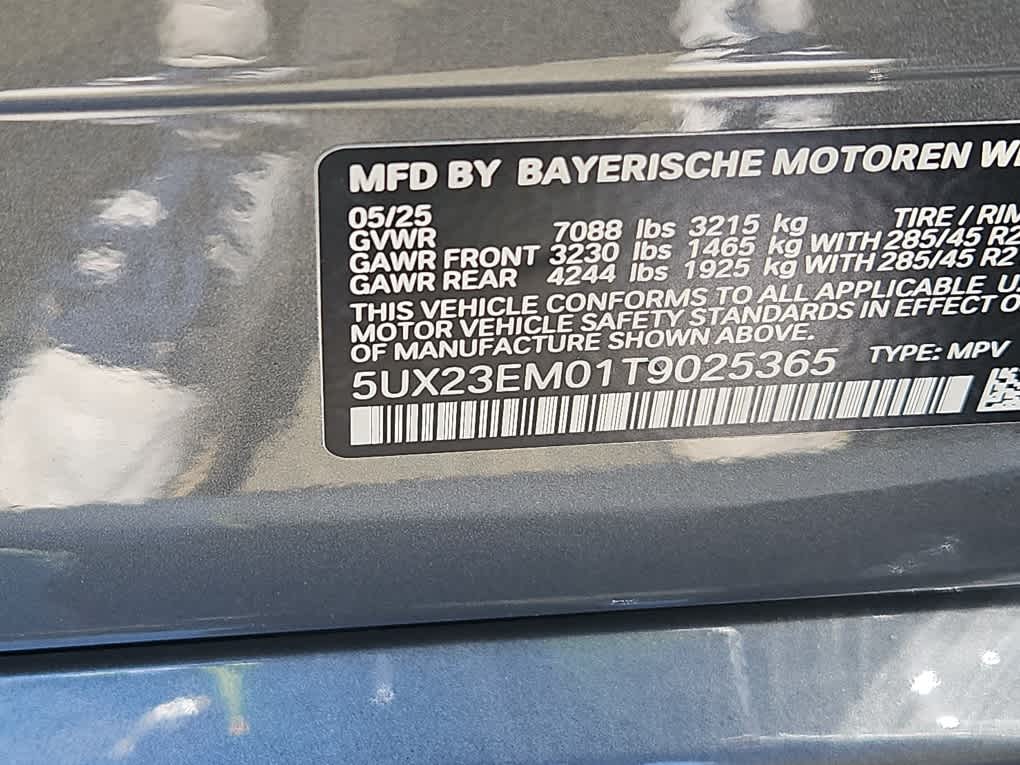 MFD BY BAYERISCHE MOTOREN
05/25
GVWR 7088 lbs 3215 kg TIRE / RIM
GAWR FRONT 3230 lbs 1465 kg WITH 285/45
GAWR REAR 4244 lbs 1925 kg WITH 285/45
THIS VEHICLE CONFORMS TO ALL APPLICABLE
MOTOR VEHICLE SAFETY STANDARDS IN EFFECT
OF MANUFACTURE SHOWN ABOVE.
5UX23EM01T9025365 TYPE: MPV